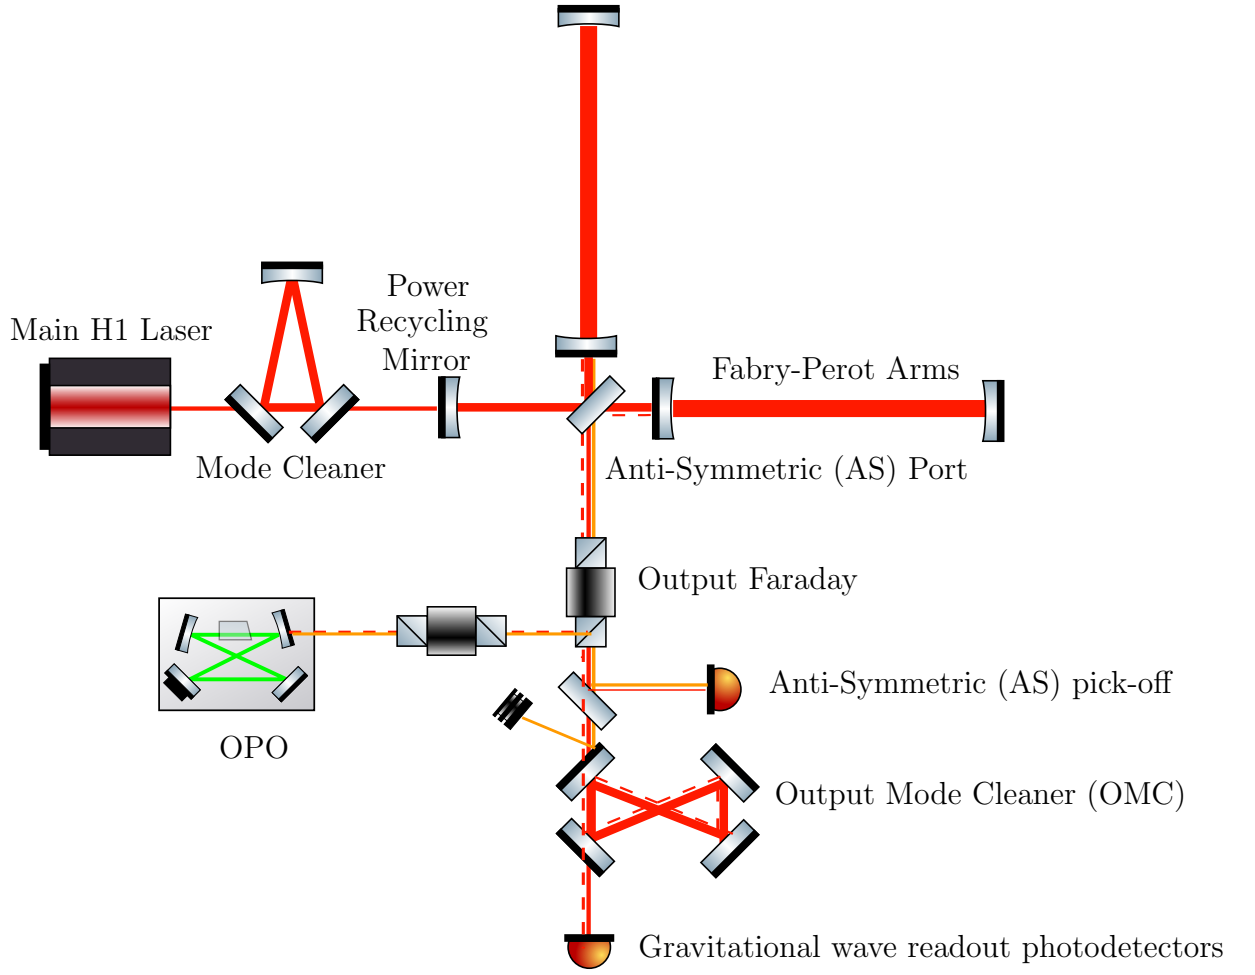 Power
Recycling
Mirror
Main H1 Laser
Fabry-Perot Arms
Mode Cleaner
Anti-Symmetric (AS) Port
Output Faraday
Anti-Symmetric (AS) pick-off
OPO
Output Mode Cleaner (OMC)
Gravitational wave readout photodetectors